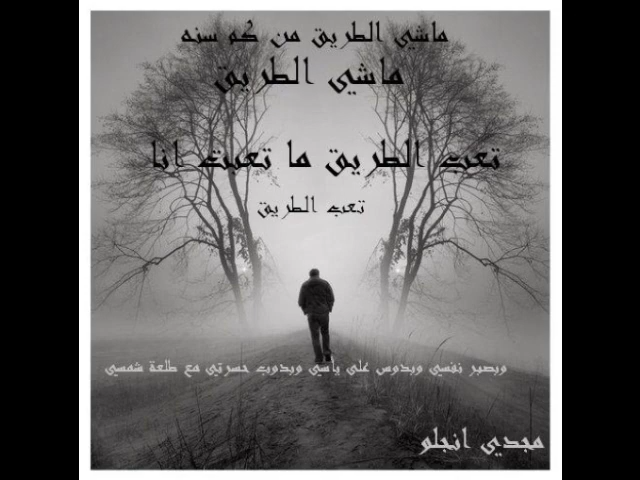 ماشي الطريق من كم سنه
ماشي الطريق
تعب الطريق ما تعبت انا
تعب الطريق
وبصبر نفسي وبدوس على ياسي وبدوب حسرتي مع طلعة شمسي
مجدي انجلو